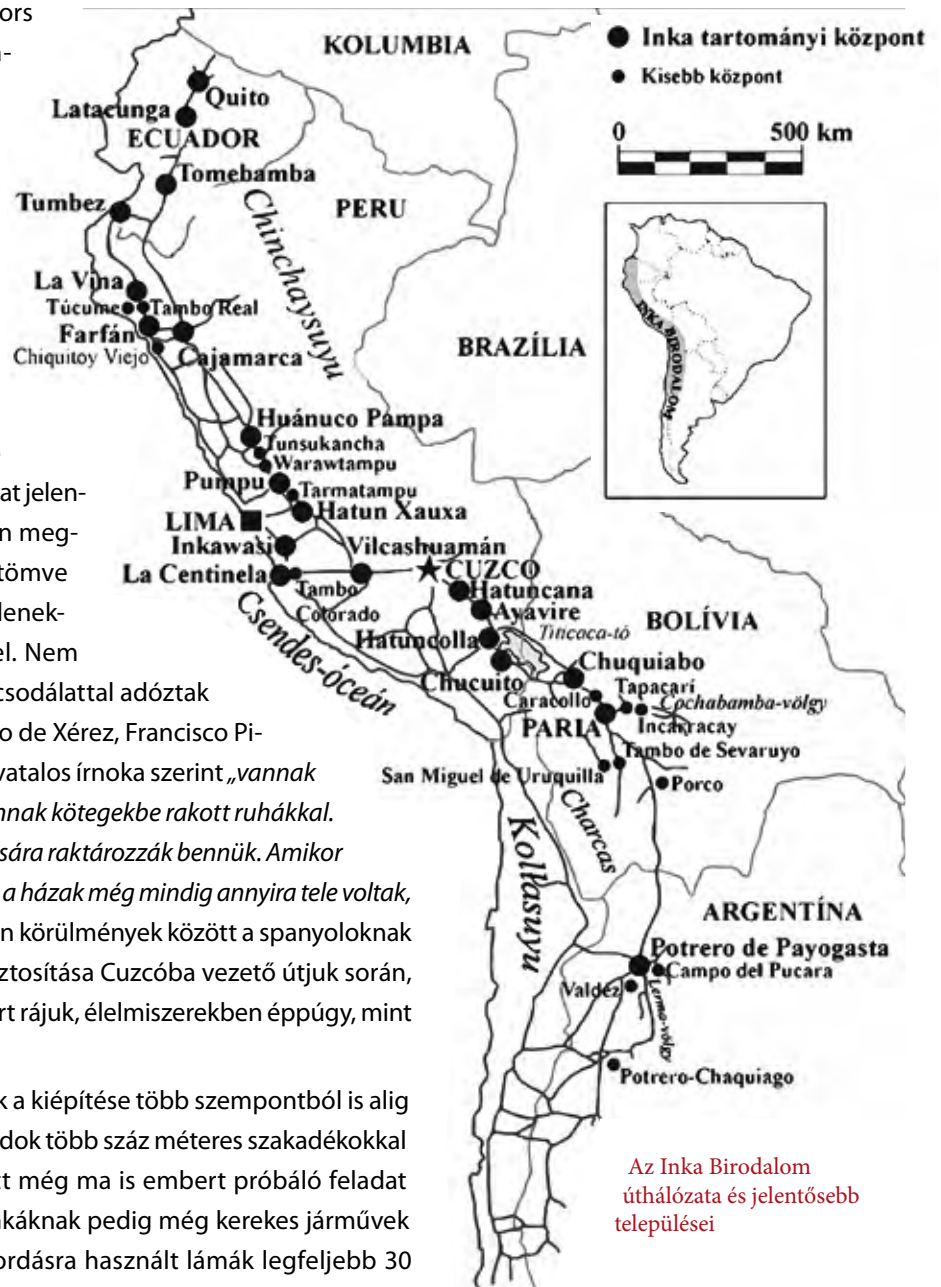 ors
-
KOLUMBIA
Inka tartományi központ
Kisebb központ
0 500 km
Quito
Latacunga
ECUADOR
Tomebamba
Chinchaysuyu
PERU
Tumbez
La Vina
Túcume
Tambo Real
Farfán
Chiquitoy Viejo
Cajamarca
BRAZÍLIA
INKA BIRODALOM
Huánuco Pampa
Tunsukancha
Warawtampu
Pumpu
Tarmatampu
Hatun Xauxa
LIMA
Inkawasi
Vilcashuamán
La Centinela
Tambo
Colorado
CUZCO
Hatuncana
Ayavire
Titicaca-tó
BOLÍVIA
Hatuncolla
Csendes-óceán
Chucuito
Chuquiabo
Caracollo
Tapacarí
Cochabamba-völgy
PARIA
Incarracay
Tambo de Sevaruyo
San Miguel de Uruquilla
Porco
Charcas
Kollasuyu
ARGENTÍNA
Potrero de Payogasta
Campo del Pucara
Valdez
Lerma-völgy
Potrero-Chaquiago
at jelen-
n meg-
tömve
lenek-
el. Nem
csodálattal adóztak
o de Xérez, Francisco Pi-
vatalos írnoka szerint „vannak
nnak kötegekbe rakott ruhákkal.
sára raktározzák bennük. Amikor
a házak még mindig annyira tele voltak,
n körülmények között a spanyoloknak
ztosítása Cuzcóba vezető útjuk során,
rt rájuk, élelmiszerekben éppúgy, mint
k a kiépítése több szempontból is alig
dok több száz méteres szakadékokkal
tt még ma is embert próbáló feladat
káknak pedig még kerekes járművek
ordásra használt lámák legfeljebb 30
Az Inka Birodalom
úthálózata és jelentősebb
települései